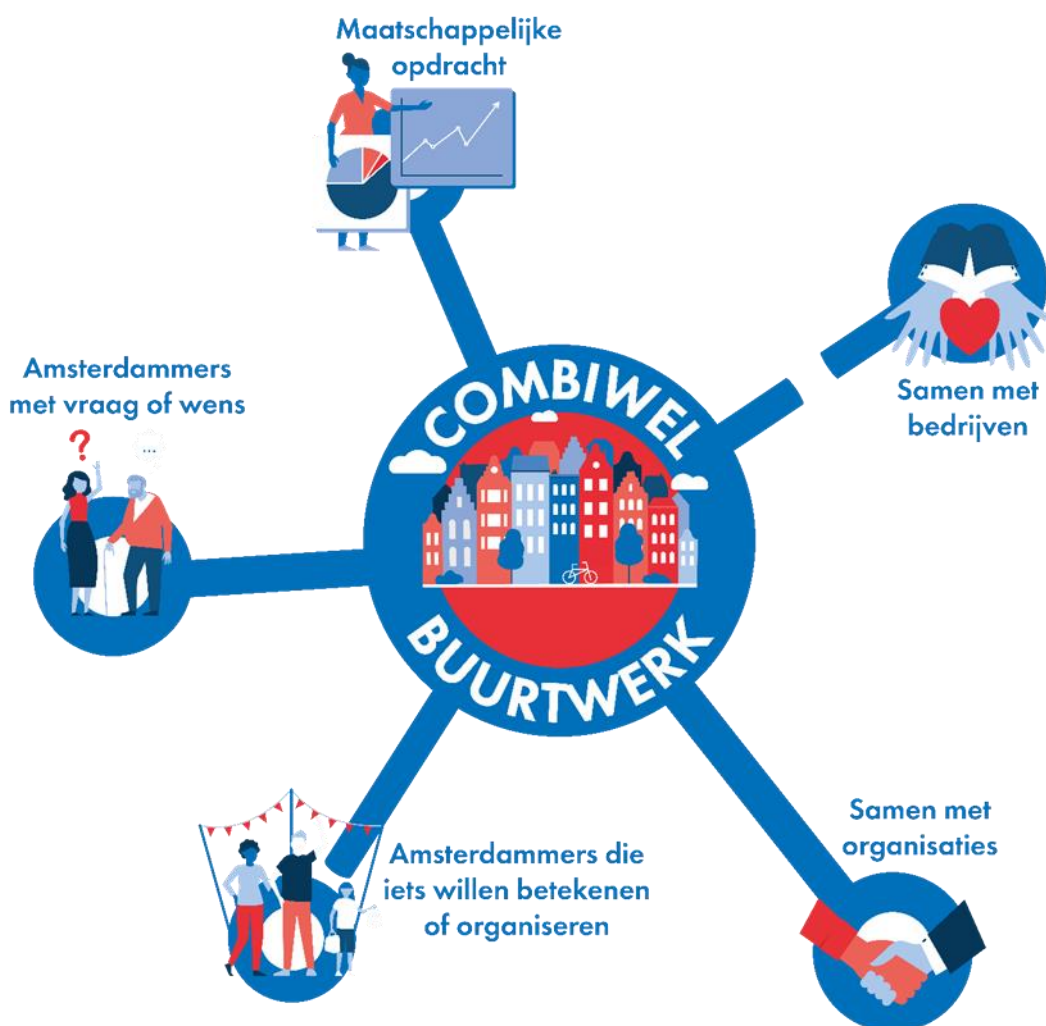 Maatschappelijke
opdracht
Samen met
bedrijven
Amsterdammers
met vraag of wens
?
...
COMBIWEL
BUURTWERK
Samen met
organisaties
Amsterdammers die
iets willen betekenen
of organiseren